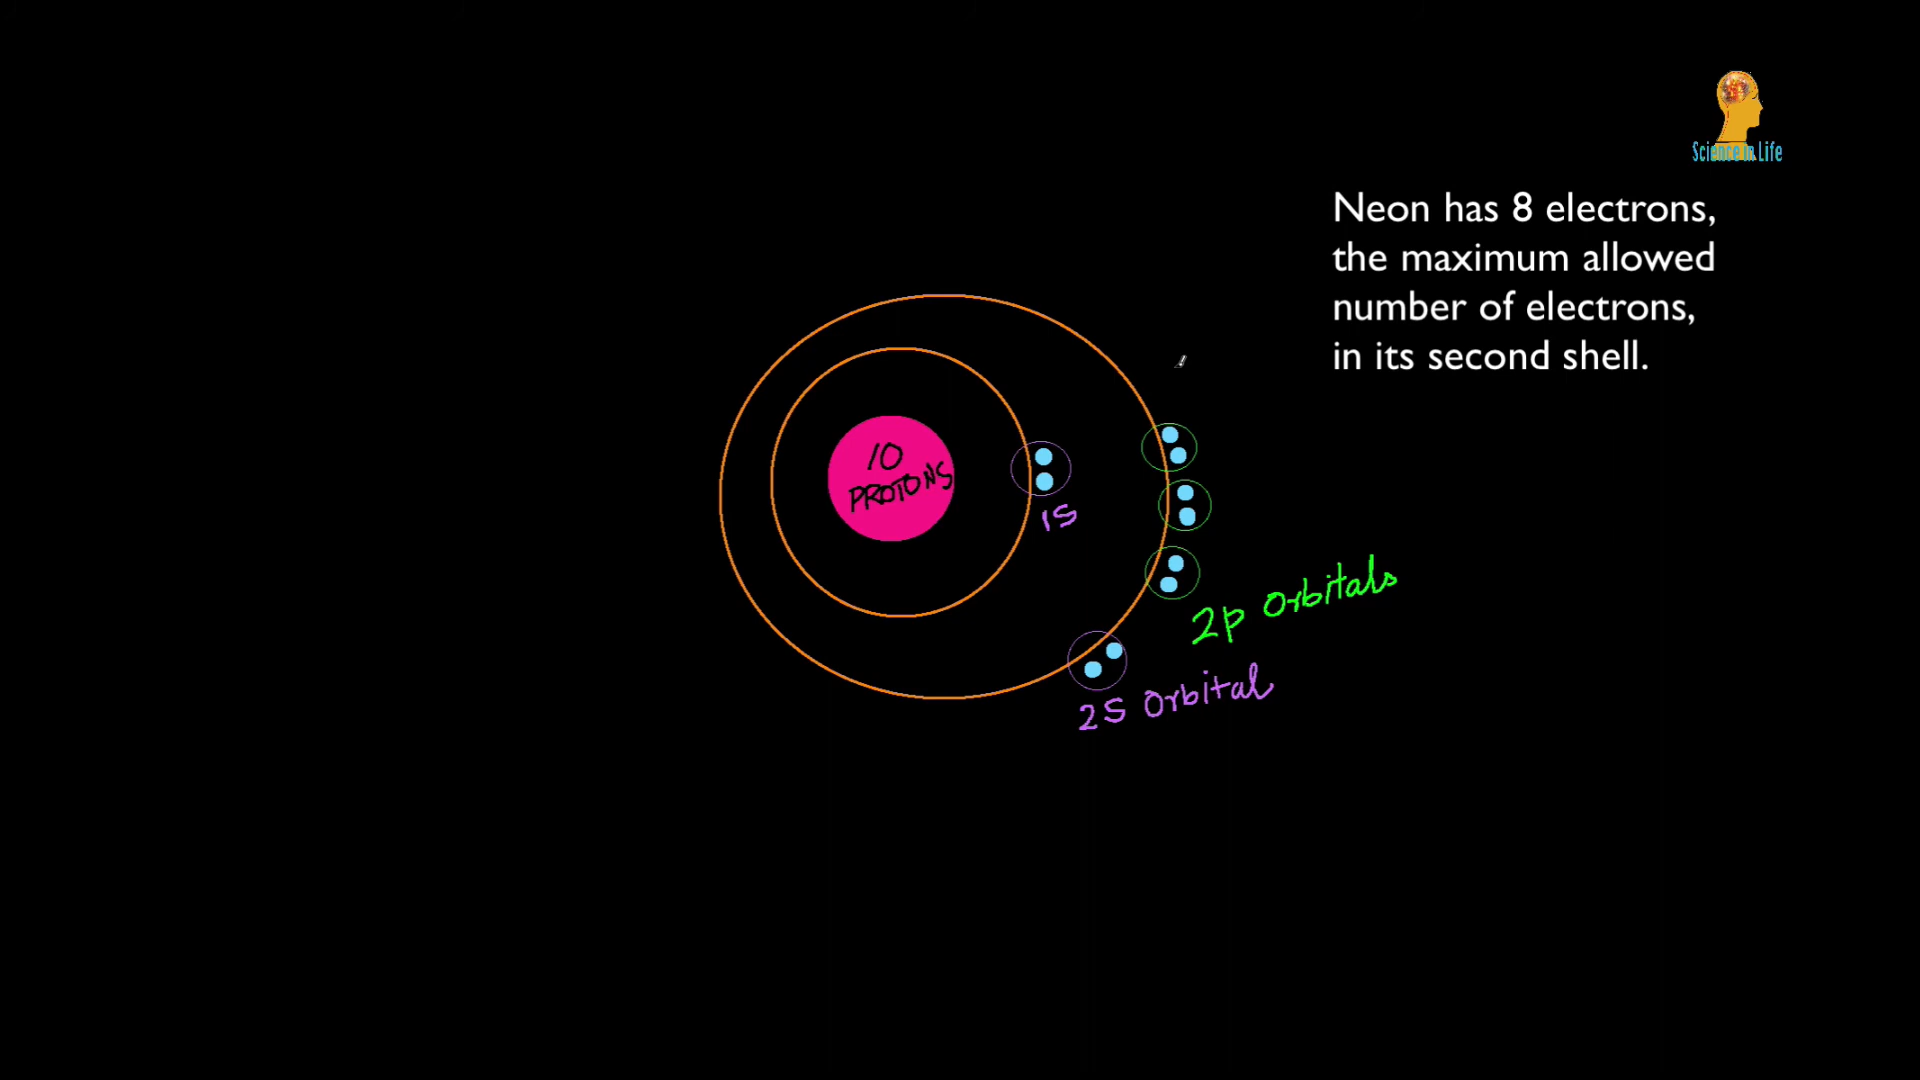 Science in Life
Neon has 8 electrons,
the maximum allowed
number of electrons,
in its second shell.
10
PROTONS
1S
2p orbitals
2S orbital